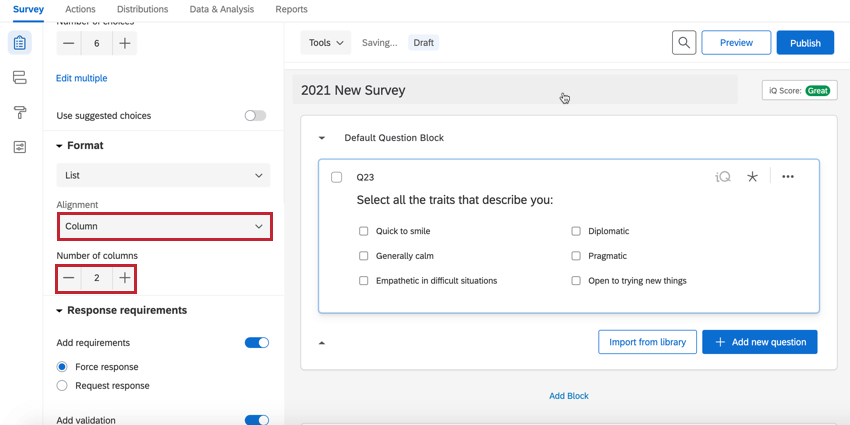 Survey Actions Distributions Data & Analysis Reports
Number of choices
6
Edit multiple
Use suggested choices
Format
List
Alignment
Column
Number of columns
2
Response requirements
Add requirements
Force response
Request response
Add validation
Tools Saving... Draft Preview Publish
2021 New Survey iQ Score: Great
Default Question Block
Q23 iQ
Select all the traits that describe you:
Quick to smile Diplomatic
Generally calm Pragmatic
Empathetic in difficult situations Open to trying new things
Import from library Add new question
Add Block